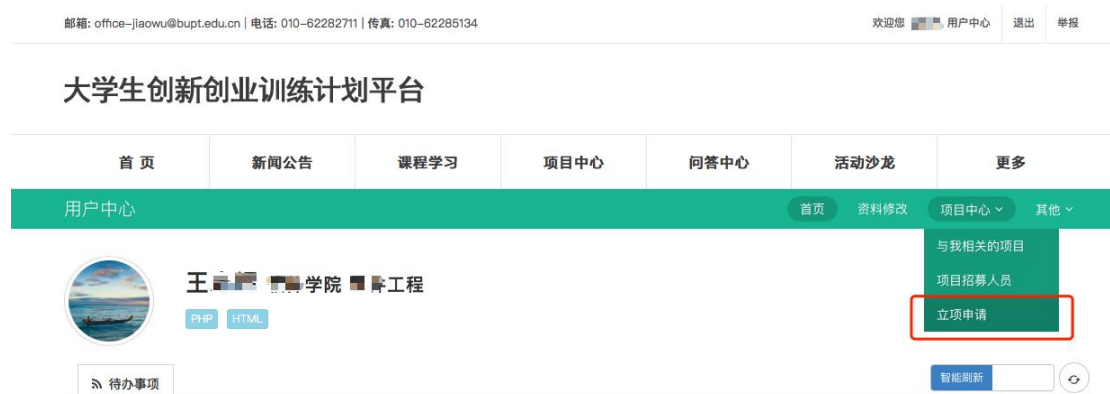 邮箱: office-jiaowu@bupt.edu.cn | 电话: 010-62282711 | 传真: 010-62285134
欢迎您 用户中心 退出 举报
大学生创新创业训练计划平台
首 页 新闻公告 课程学习 项目中心 问答中心 活动沙龙 更多
用户中心 首页 资料修改 项目中心 其他
与我相关的项目
项目招募人员
立项申请
王 学院 工程
PHP HTML
待办事项
智能刷新